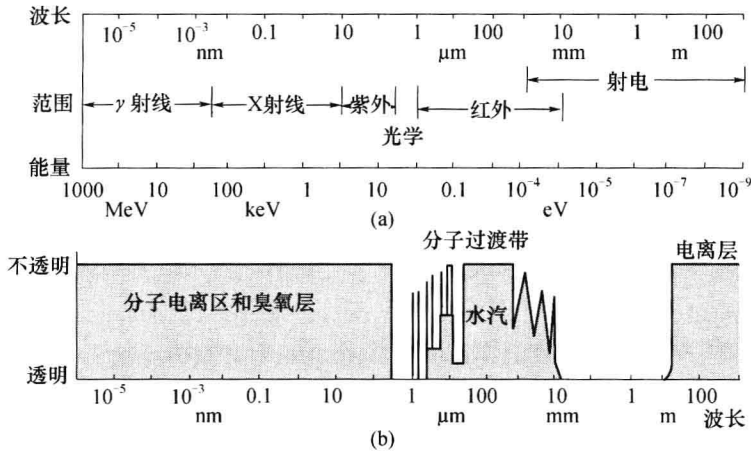 波长 10⁻⁵ 10⁻³ 0.1 10 1 100 10 1 100
nm μm mm m
射电
范围 γ 射线 X射线 紫外 红外
光学
能量
1000 10 100 1 10 0.1 10⁻⁴ 10⁻⁵ 10⁻⁷ 10⁻⁹
MeV keV eV
(a)
分子过渡带 电离层
不透明
分子电离区和臭氧层 水汽
透明
10⁻⁵ 10⁻³ 0.1 10 1 100 10 1 100
nm μm mm m 波长
(b)